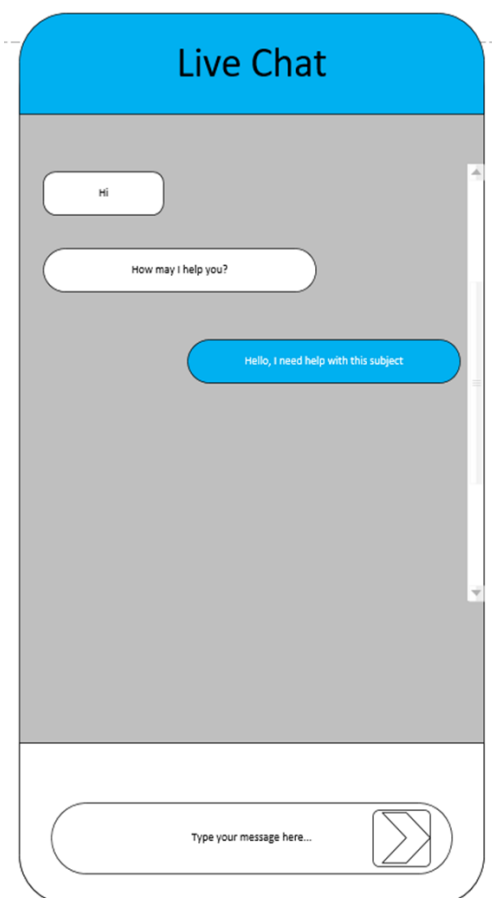 Live Chat
Hi
How may I help you?
Hello, I need help with this subject
Type your message here...